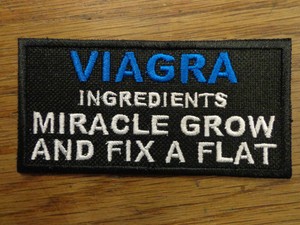 VIAGRA
INGREDIENTS
MIRACLE GROW
AND FIX A FLAT